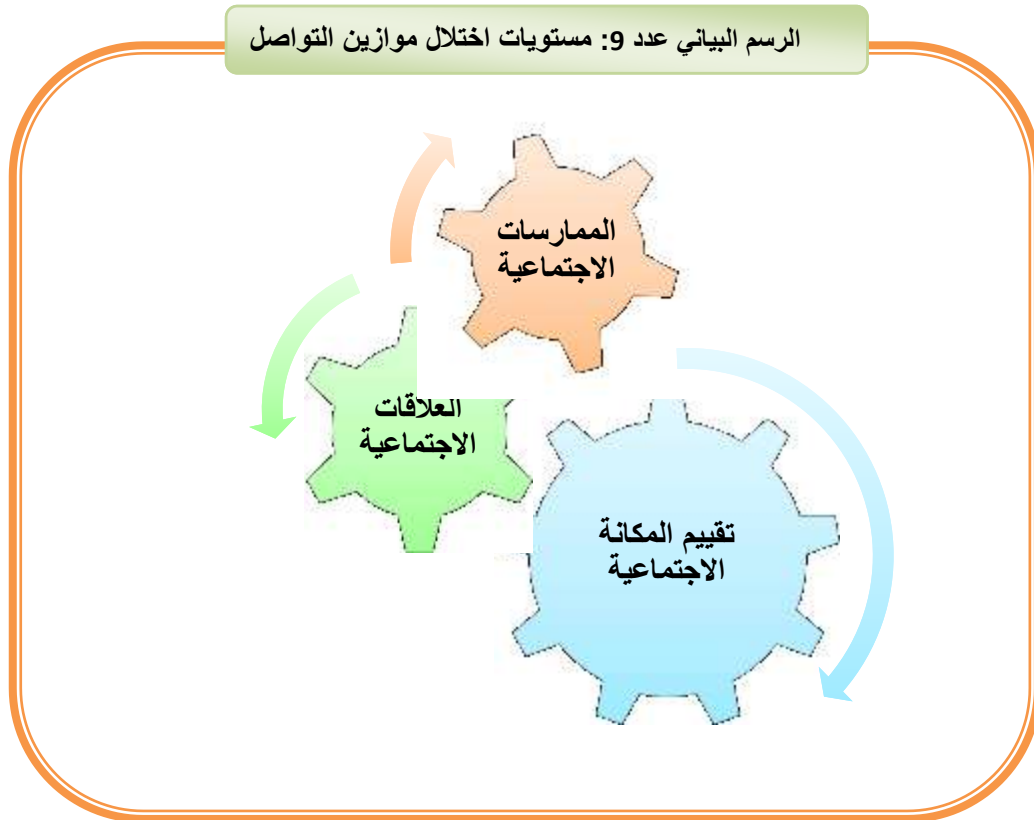 الرسم البياني عدد 9: مستويات اختلال موازين التواصل
الممارسات
الاجتماعية
العلاقات
الاجتماعية
تقييم المكانة
الاجتماعية